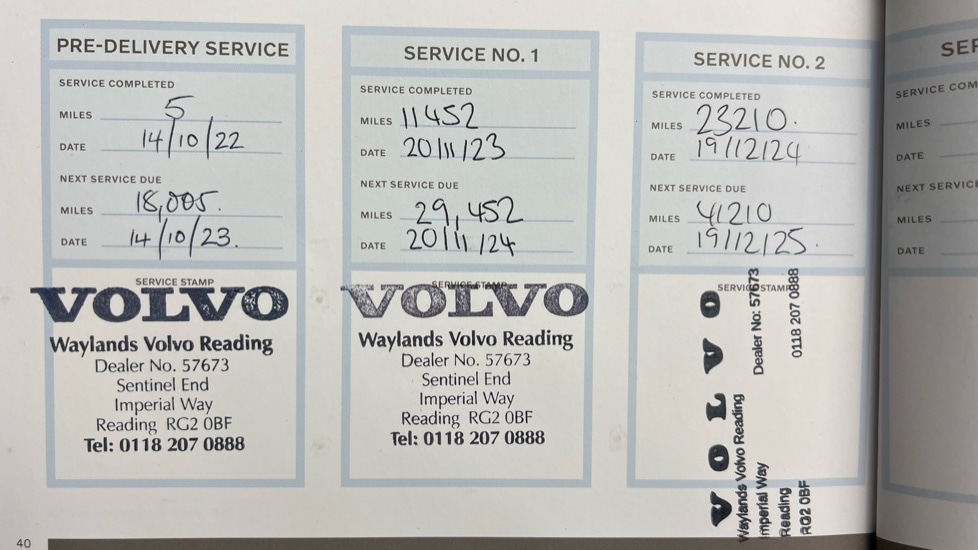 PRE-DELIVERY SERVICE
SERVICE COMPLETED
MILES 5
DATE 14/10/22
NEXT SERVICE DUE
MILES 18,005.
DATE 14/10/23.
SERVICE STAMP
VOLVO
Waylands Volvo Reading
Dealer No. 57673
Sentinel End
Imperial Way
Reading RG2 0BF
Tel: 0118 207 0888
SERVICE NO. 1
SERVICE COMPLETED
MILES 11452
DATE 20/11/23
NEXT SERVICE DUE
MILES 29,452
DATE 20/11/24
SERVICE STAMP
VOLVO
Waylands Volvo Reading
Dealer No. 57673
Sentinel End
Imperial Way
Reading RG2 0BF
Tel: 0118 207 0888
SERVICE NO. 2
SERVICE COMPLETED
MILES 23210.
DATE 19/12/24
NEXT SERVICE DUE
MILES 41210
DATE 19/12/25.
SERVICE STAMP
VOLVO
Waylands Volvo Reading Dealer No: 57673
Imperial Way
Reading 0118 207 0888
RG2 0BF
SER
SERVICE COM
MILES
DATE
NEXT SERVIC
MILES
DATE
40